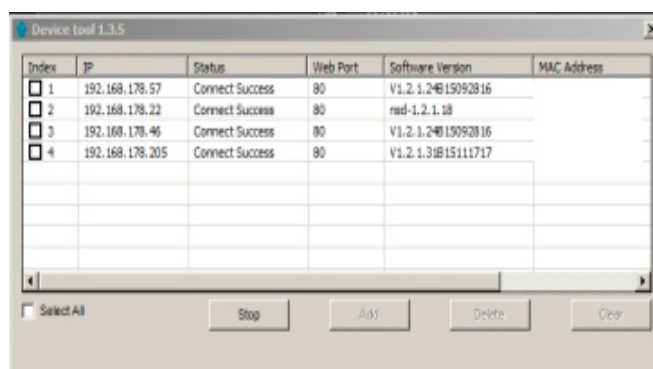 Device tool 1.3.5
Index IP Status Web Port Software Version MAC Address
1 192.168.178.57 Connect Success 80 V1.2.1.24B15092816
2 192.168.178.22 Connect Success 80 nsd-1.2.1.18
3 192.168.178.46 Connect Success 80 V1.2.1.24B15092816
4 192.168.178.205 Connect Success 80 V1.2.1.31B15111717
Select All Stop Add Delete Clear